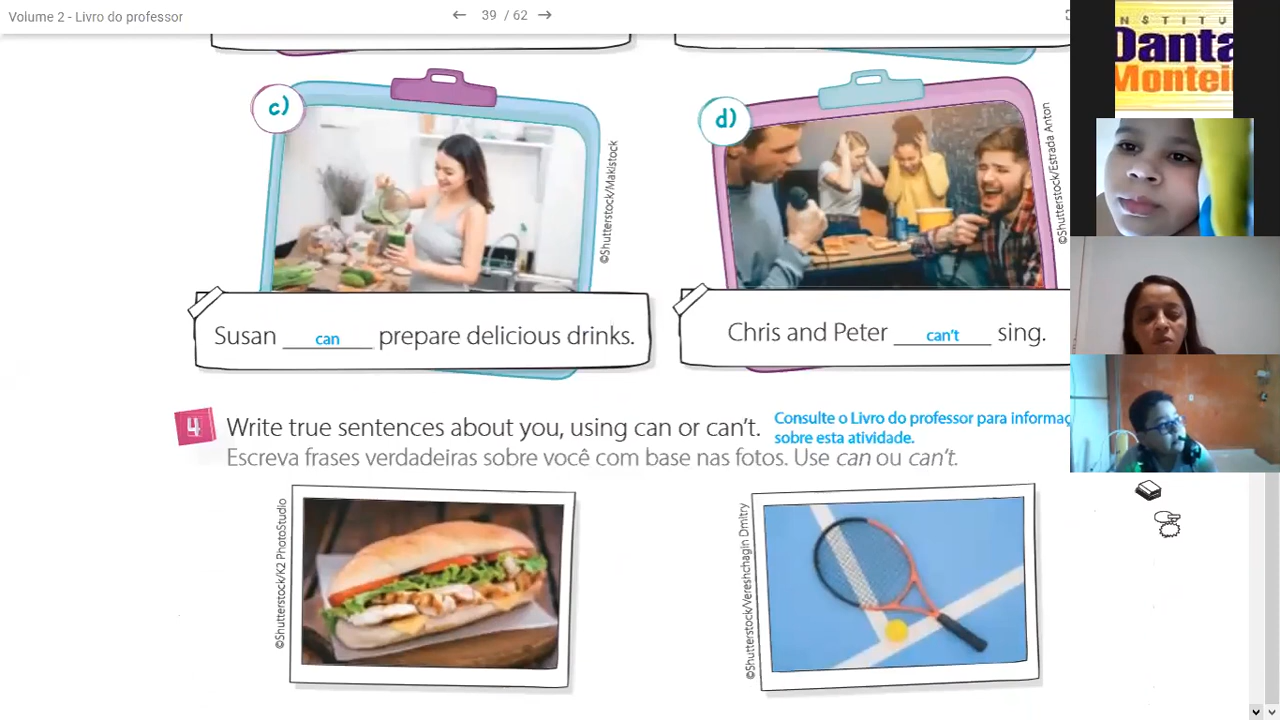 Volume 2 - Livro do professor
39 / 62
c)
©Shutterstock/Makistock
Susan can prepare delicious drinks.
d)
©Shutterstock/Estrada Anton
Chris and Peter can't sing.
4 Write true sentences about you, using can or can't.
Consulte o Livro do professor para informaç
sobre esta atividade.
Escreva frases verdadeiras sobre você com base nas fotos. Use can ou can't.
©Shutterstock/K2 PhotoStudio
©Shutterstock/Vereshchagin Dmitry
NSTITU
Danta
Montei